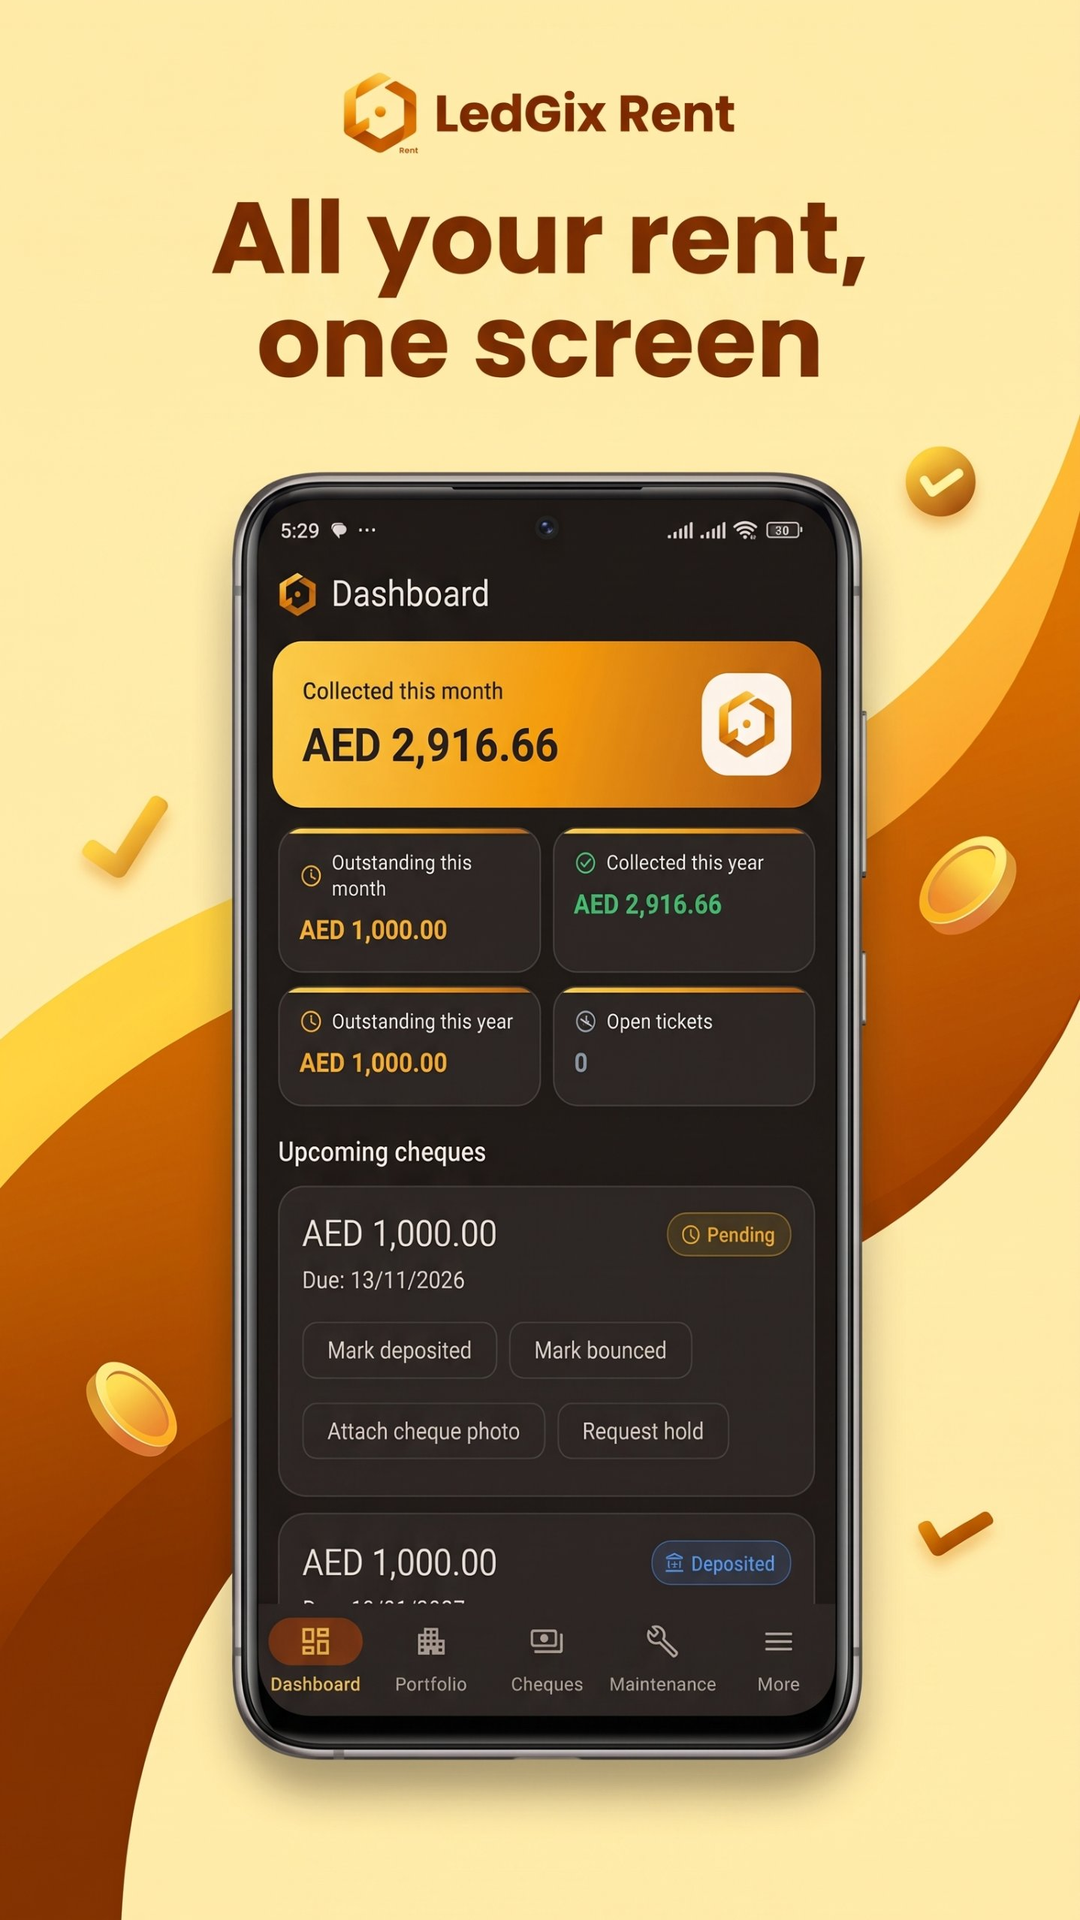 LedGix Rent
Rent
All your rent,
one screen
5:29
30
Dashboard
Collected this month
AED 2,916.66
Outstanding this
month
AED 1,000.00
Collected this year
AED 2,916.66
Outstanding this year
AED 1,000.00
Open tickets
0
Upcoming cheques
AED 1,000.00
Pending
Due: 13/11/2026
Mark deposited
Mark bounced
Attach cheque photo
Request hold
AED 1,000.00
Deposited
Dashboard
Portfolio
Cheques
Maintenance
More